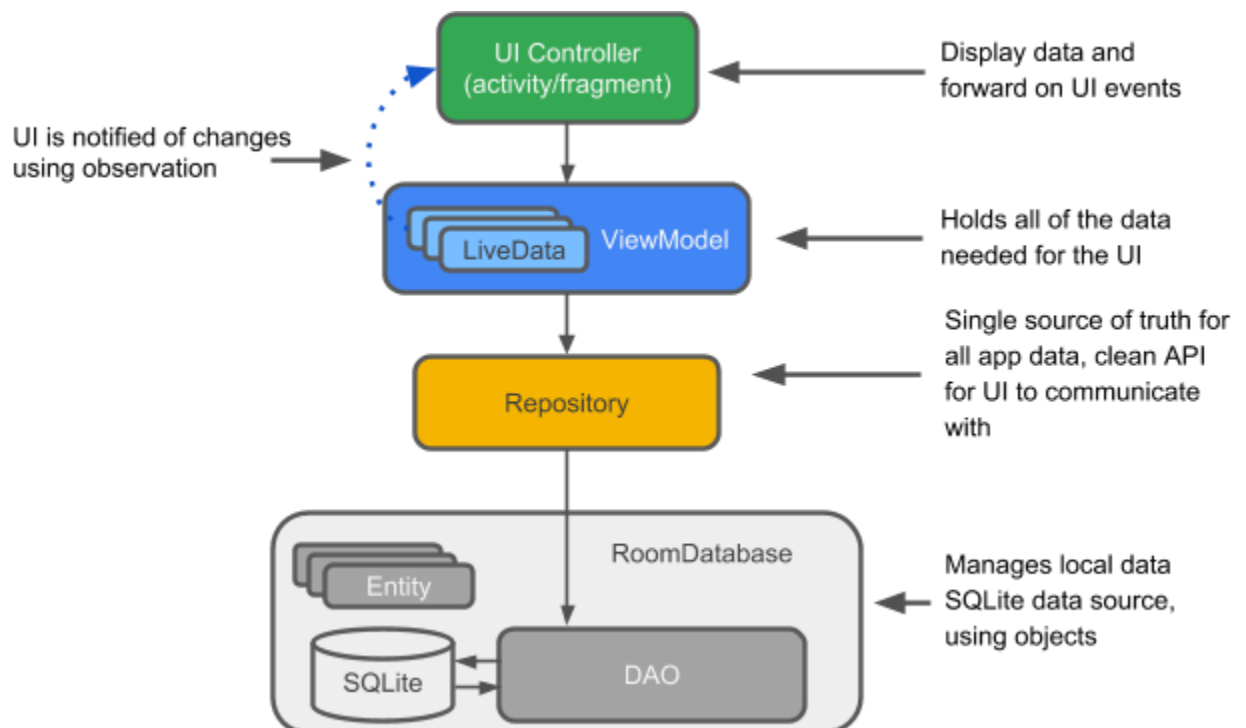 UI Controller
(activity/fragment)
Display data and
forward on UI events
UI is notified of changes
using observation
LiveData
ViewModel
Holds all of the data
needed for the UI
Single source of truth for
all app data, clean API
for UI to communicate
with
Repository
RoomDatabase
Entity
Manages local data
SQLite data source,
using objects
SQLite
DAO